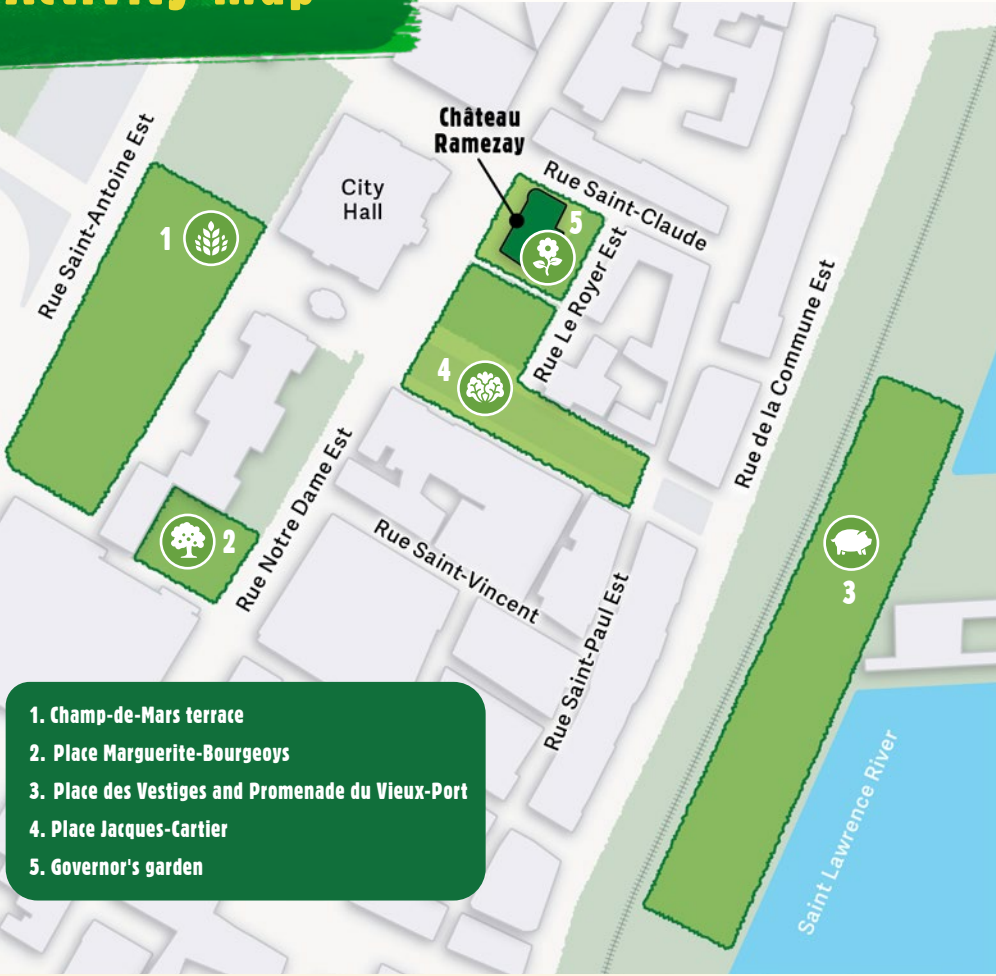 Activity Map
Château
Ramezay
City
Hall
Rue Saint-Antoine Est
Rue Saint-Claude
Rue Le Royer Est
Rue de la Commune Est
Rue Notre Dame Est
Rue Saint-Vincent
Rue Saint-Paul Est
Saint Lawrence River
1
5
4
2
3
1. Champ-de-Mars terrace
2. Place Marguerite-Bourgeoys
3. Place des Vestiges and Promenade du Vieux-Port
4. Place Jacques-Cartier
5. Governor's garden